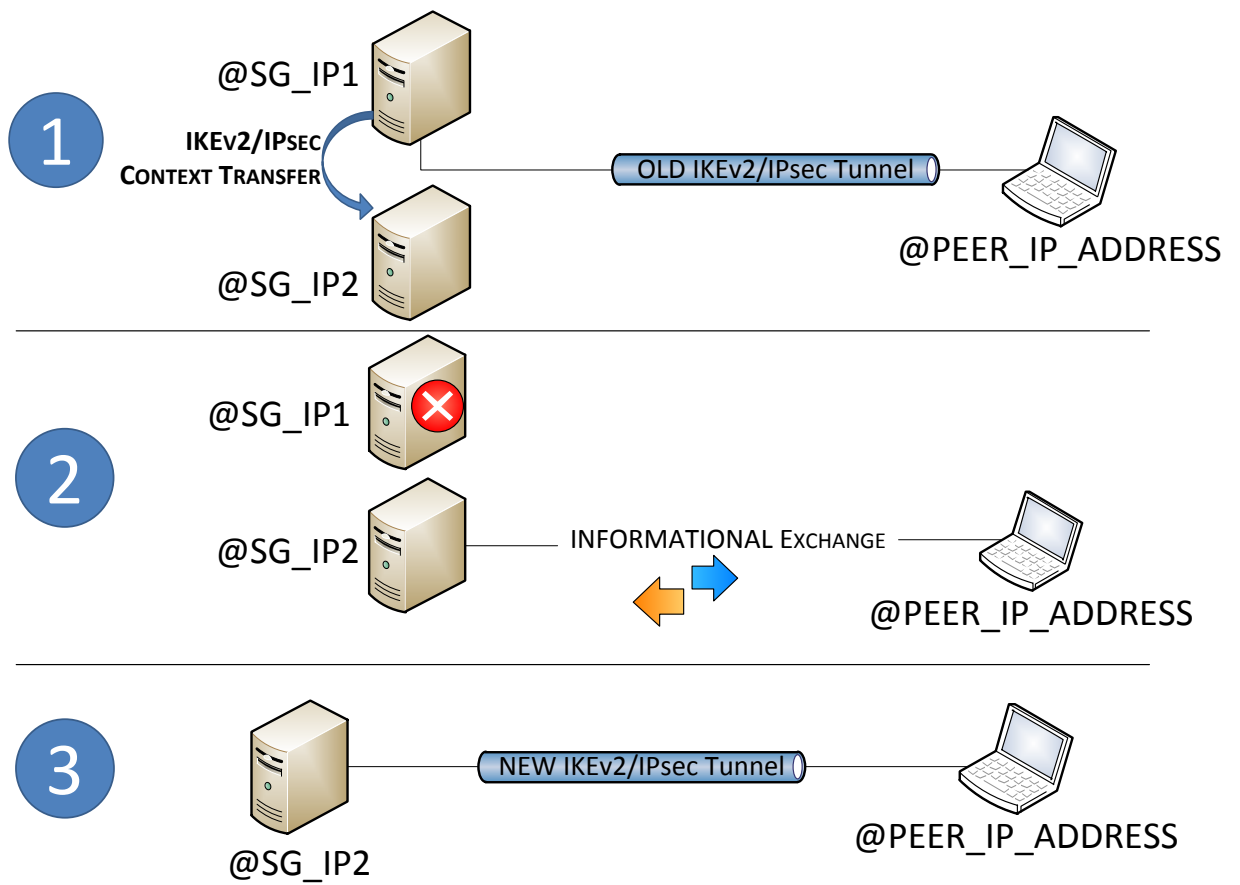 1
@SG_IP1
IKEv2/IPsec
Context Transfer
OLD IKEv2/IPsec Tunnel
@PEER_IP_ADDRESS
@SG_IP2
2
@SG_IP1
@SG_IP2
INFORMATIONAL Exchange
@PEER_IP_ADDRESS
3
NEW IKEv2/IPsec Tunnel
@PEER_IP_ADDRESS
@SG_IP2